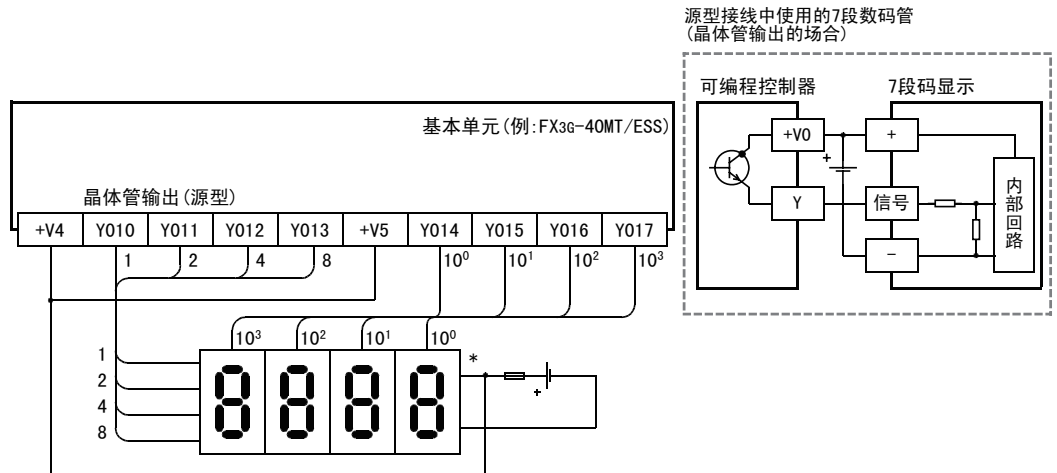 源型接线中使用的7段数码管
(晶体管输出的场合)
可编程控制器 7段码显示
基本单元(例:FX3G-40MT/ESS)
+V0 +
+
晶体管输出(源型)
Y 信号
内部回路
+V4 Y010 Y011 Y012 Y013 +V5 Y014 Y015 Y016 Y017
−
1 2 4 8 10⁰ 10¹ 10² 10³
10³ 10² 10¹ 10⁰
1
2
4
8
8 8 8 8
*
+